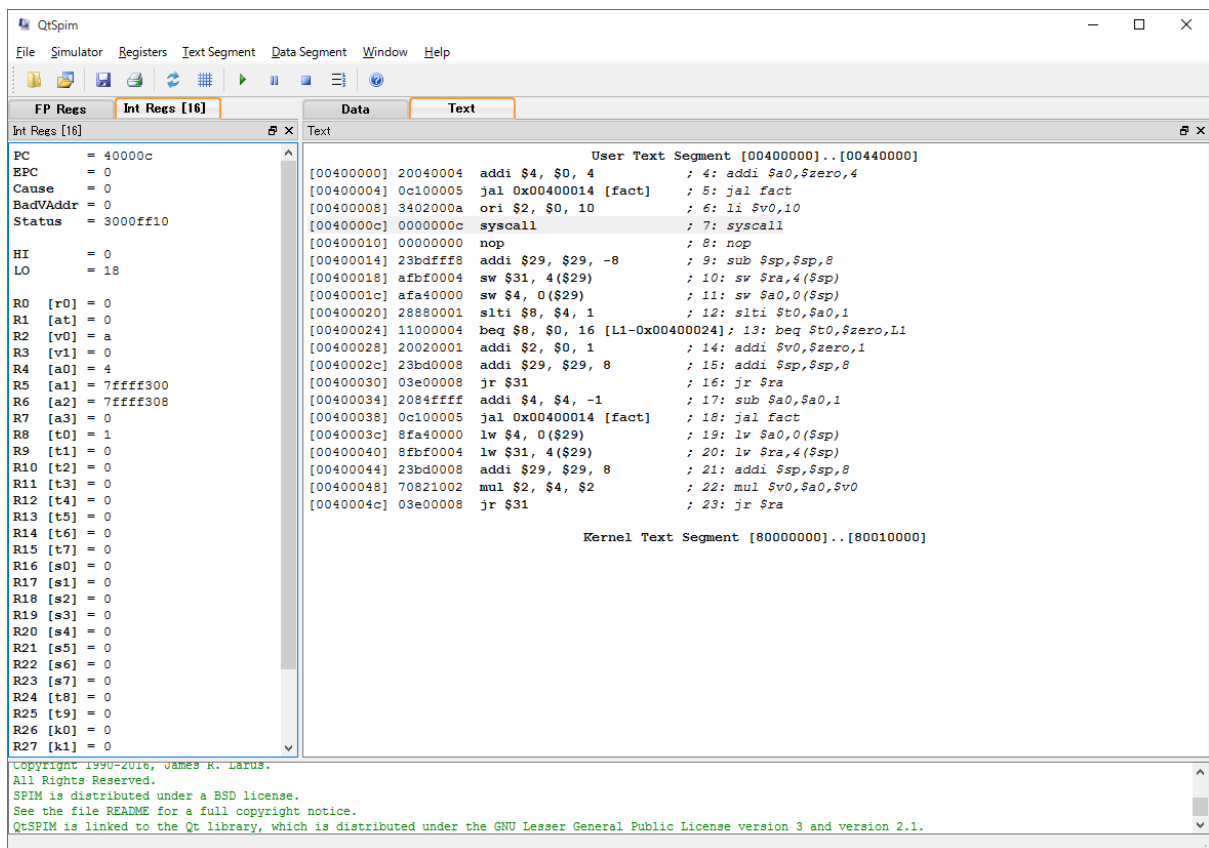 QtSpim
File Simulator Registers Text Segment Data Segment Window Help
FP Regs Int Regs [16] Data Text
Int Regs [16] Text
PC = 40000c
EPC = 0
Cause = 0
BadVAddr = 0
Status = 3000ff10
HI = 0
LO = 18
R0 [r0] = 0
R1 [at] = 0
R2 [v0] = a
R3 [v1] = 0
R4 [a0] = 4
R5 [a1] = 7ffff300
R6 [a2] = 7ffff308
R7 [a3] = 0
R8 [t0] = 1
R9 [t1] = 0
R10 [t2] = 0
R11 [t3] = 0
R12 [t4] = 0
R13 [t5] = 0
R14 [t6] = 0
R15 [t7] = 0
R16 [s0] = 0
R17 [s1] = 0
R18 [s2] = 0
R19 [s3] = 0
R20 [s4] = 0
R21 [s5] = 0
R22 [s6] = 0
R23 [s7] = 0
R24 [t8] = 0
R25 [t9] = 0
R26 [k0] = 0
R27 [k1] = 0
User Text Segment [00400000]..[00440000]
[00400000] 20040004 addi $4, $0, 4 ; 4: addi $a0,$zero,4
[00400004] 0c100005 jal 0x00400014 [fact] ; 5: jal fact
[00400008] 3402000a ori $2, $0, 10 ; 6: li $v0,10
[0040000c] 0000000c syscall ; 7: syscall
[00400010] 00000000 nop ; 8: nop
[00400014] 23bdfff8 addi $29, $29, -8 ; 9: sub $sp,$sp,8
[00400018] afbf0004 sw $31, 4($29) ; 10: sw $ra,4($sp)
[0040001c] afa40000 sw $4, 0($29) ; 11: sw $a0,0($sp)
[00400020] 28880001 slti $8, $4, 1 ; 12: slti $t0,$a0,1
[00400024] 11000004 beq $8, $0, 16 [L1-0x00400024]; 13: beq $t0,$zero,L1
[00400028] 20020001 addi $2, $0, 1 ; 14: addi $v0,$zero,1
[0040002c] 23bd0008 addi $29, $29, 8 ; 15: addi $sp,$sp,8
[00400030] 03e00008 jr $31 ; 16: jr $ra
[00400034] 2084ffff addi $4, $4, -1 ; 17: sub $a0,$a0,1
[00400038] 0c100005 jal 0x00400014 [fact] ; 18: jal fact
[0040003c] 8fa40000 lw $4, 0($29) ; 19: lw $a0,0($sp)
[00400040] 8fbf0004 lw $31, 4($29) ; 20: lw $ra,4($sp)
[00400044] 23bd0008 addi $29, $29, 8 ; 21: addi $sp,$sp,8
[00400048] 70821002 mul $2, $4, $2 ; 22: mul $v0,$a0,$v0
[0040004c] 03e00008 jr $31 ; 23: jr $ra
Kernel Text Segment [80000000]..[80010000]
Copyright 1990-2016, James R. Larus.
All Rights Reserved.
SPIM is distributed under a BSD license.
See the file README for a full copyright notice.
QtSPIM is linked to the Qt library, which is distributed under the GNU Lesser General Public License version 3 and version 2.1.